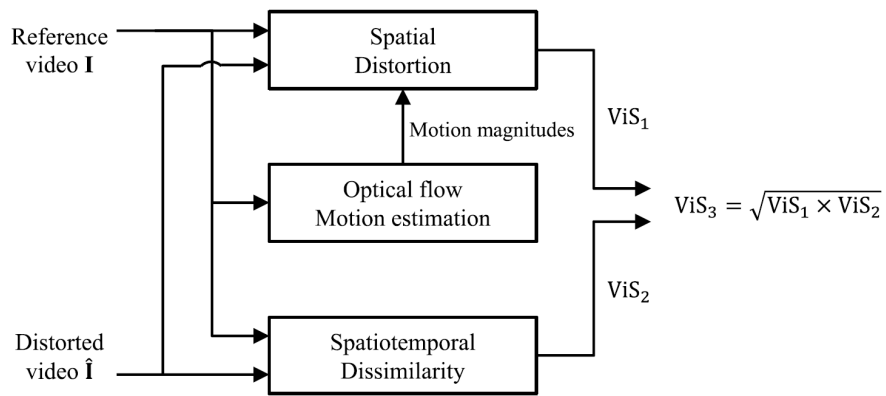 Reference
video I
Spatial
Distortion
Motion magnitudes
ViS₁
Optical flow
Motion estimation
ViS₃ = √(ViS₁ × ViS₂)
ViS₂
Distorted
video Î
Spatiotemporal
Dissimilarity